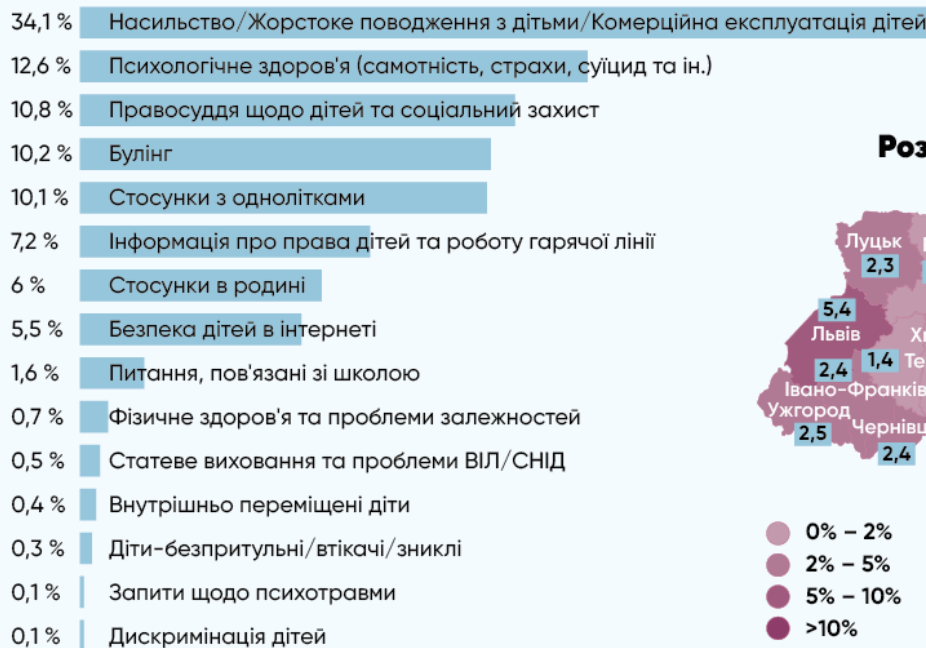 34,1 % Насильство/Жорстоке поводження з дітьми/Комерційна експлуатація дітей
12,6 % Психологічне здоров'я (самотність, страхи, суїцид та ін.)
10,8 % Правосуддя щодо дітей та соціальний захист
10,2 % Булінг
10,1 % Стосунки з однолітками
7,2 % Інформація про права дітей та роботу гарячої лінії
6 % Стосунки в родині
5,5 % Безпека дітей в інтернеті
1,6 % Питання, пов'язані зі школою
0,7 % Фізичне здоров'я та проблеми залежностей
0,5 % Статеве виховання та проблеми ВІЛ/СНІД
0,4 % Внутрішньо переміщені діти
0,3 % Діти-безпритульні/втікачі/зниклі
0,1 % Запити щодо психотравми
0,1 % Дискримінація дітей
Роз
Луцьк
2,3
5,4
Львів
Х
1,4 Те
2,4
Івано-Франків
Ужгород
2,5
Чернівц
2,4
0% – 2%
2% – 5%
5% – 10%
>10%